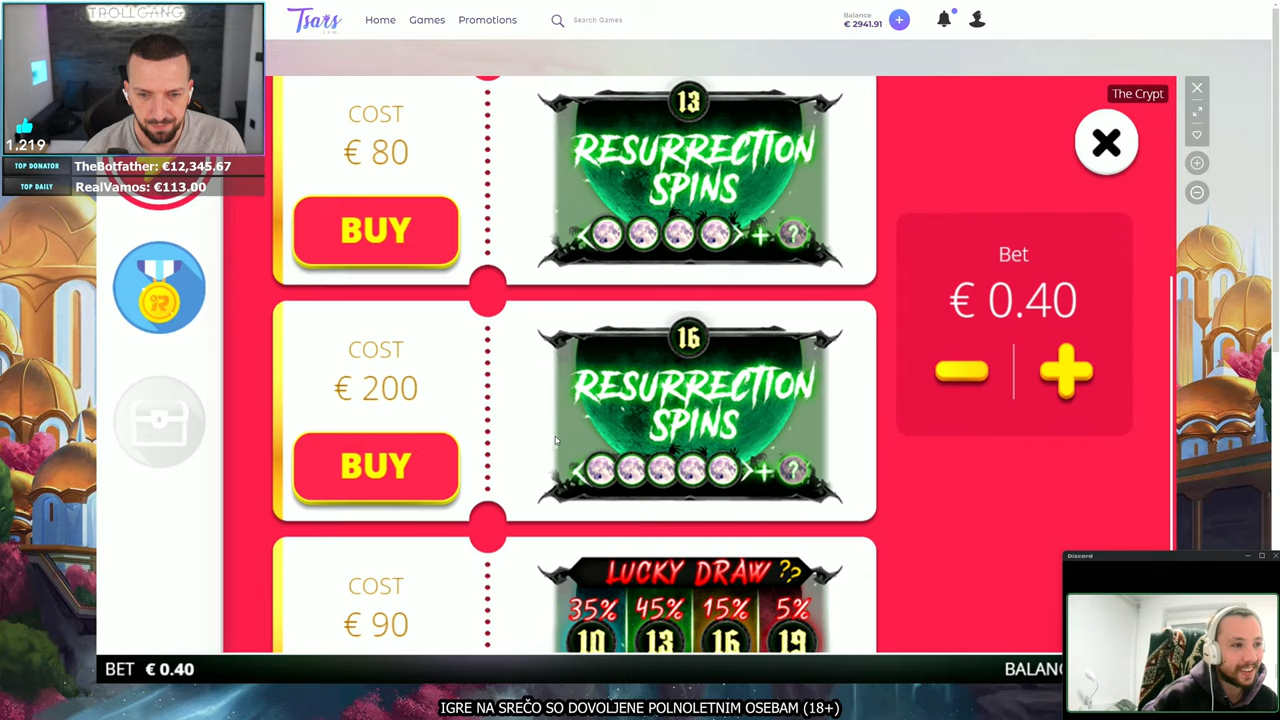 TROLLGANG
1,219
TOP DONATOR TheBotfather: €12,345.67
TOP DAILY RealVamos: €113.00
Tsars
.com
Home Games Promotions
Search Games
Balance
€ 2941.91
The Crypt
COST
€ 80
BUY
13
RESURRECTION
SPINS
+ ?
COST
€ 200
BUY
16
RESURRECTION
SPINS
+ ?
COST
€ 90
LUCKY DRAW ??
35% 45% 15% 5%
10 13 16 19
Bet
€ 0.40
R
Discord
BET € 0.40
BALANC
IGRE NA SREČO SO DOVOLJENE POLNOLETNIM OSEBAM (18+)